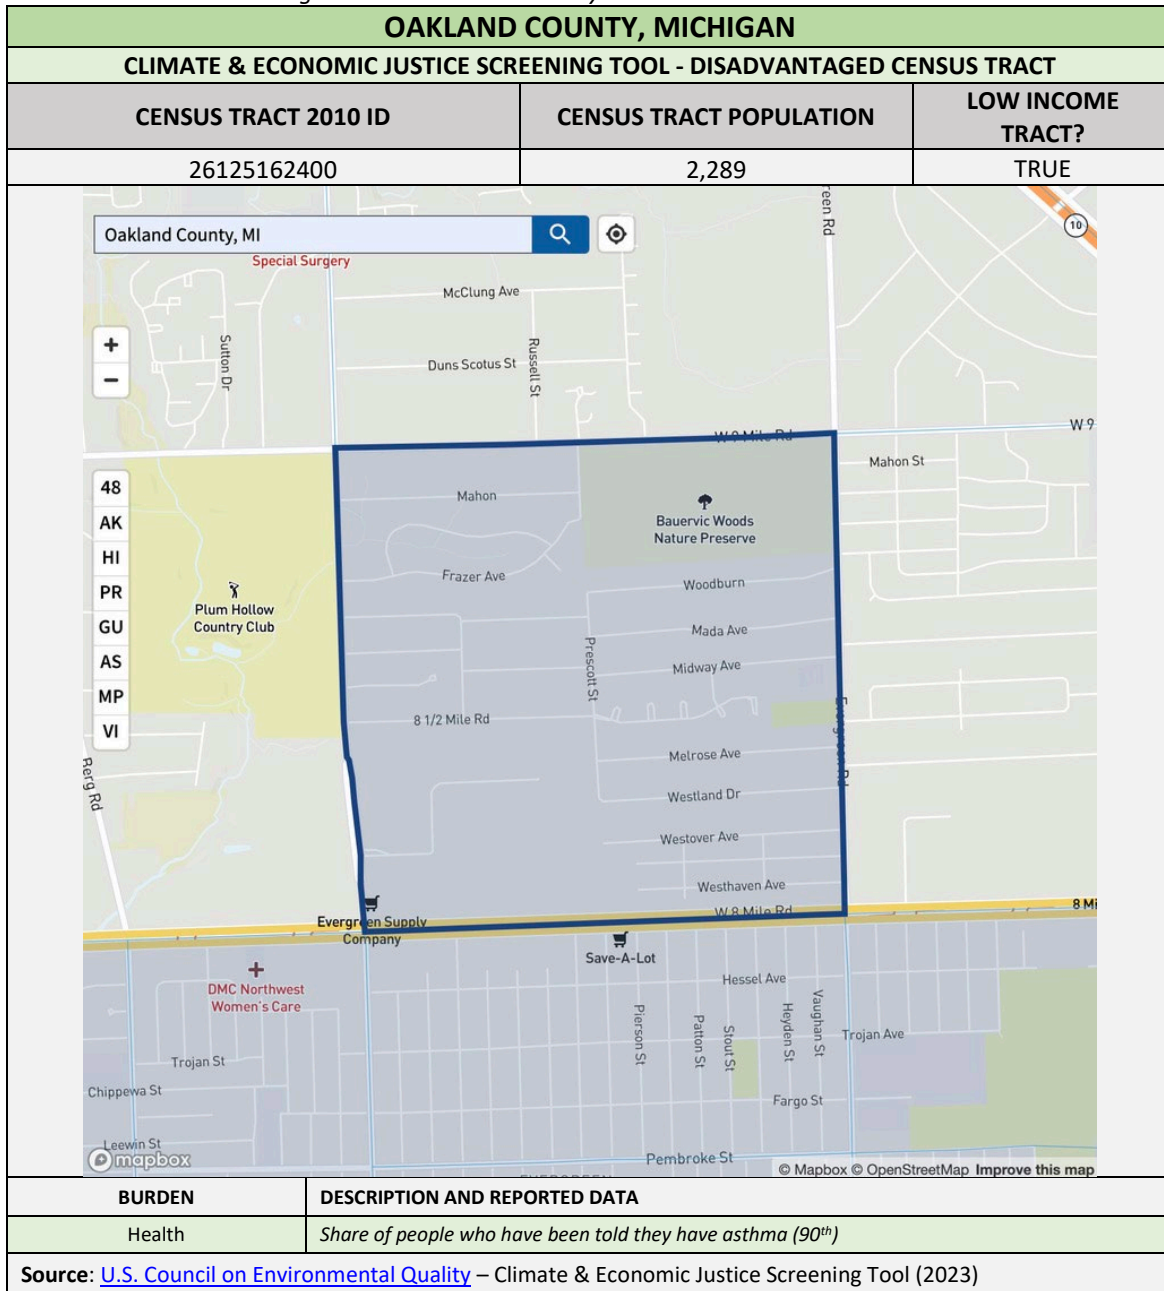 OAKLAND COUNTY, MICHIGAN
CLIMATE & ECONOMIC JUSTICE SCREENING TOOL - DISADVANTAGED CENSUS TRACT
CENSUS TRACT 2010 ID
CENSUS TRACT POPULATION
LOW INCOME
TRACT?
26125162400
2,289
TRUE
Oakland County, MI
reen Rd
10
Special Surgery
McClung Ave
+
−
Sutton Dr
Duns Scotus St
Russell St
W 9 Mile Rd
W 9
Mahon St
48
AK
HI
PR
GU
AS
MP
VI
Mahon
Bauervic Woods
Nature Preserve
Frazer Ave
Woodburn
Plum Hollow
Country Club
Mada Ave
Prescott St
Midway Ave
8 1/2 Mile Rd
Evergreen Rd
Melrose Ave
Berg Rd
Westland Dr
Westover Ave
Westhaven Ave
W 8 Mile Rd
8 Mi
Evergreen Supply
Company
Save-A-Lot
DMC Northwest
Women's Care
Hessel Ave
Pierson St
Patton St
Stout St
Heyden St
Vaughan St
Trojan Ave
Trojan St
Chippewa St
Fargo St
Leewin St
mapbox
Pembroke St
© Mapbox © OpenStreetMap Improve this map
BURDEN
DESCRIPTION AND REPORTED DATA
Health
Share of people who have been told they have asthma (90th)
Source: U.S. Council on Environmental Quality – Climate & Economic Justice Screening Tool (2023)